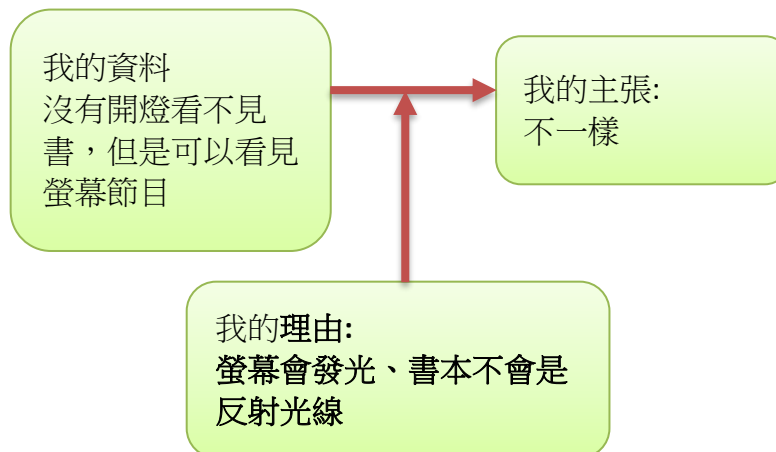 我的資料
沒有開燈看不見
書，但是可以看見
螢幕節目
我的主張:
不一樣
我的理由:
螢幕會發光、書本不會是
反射光線